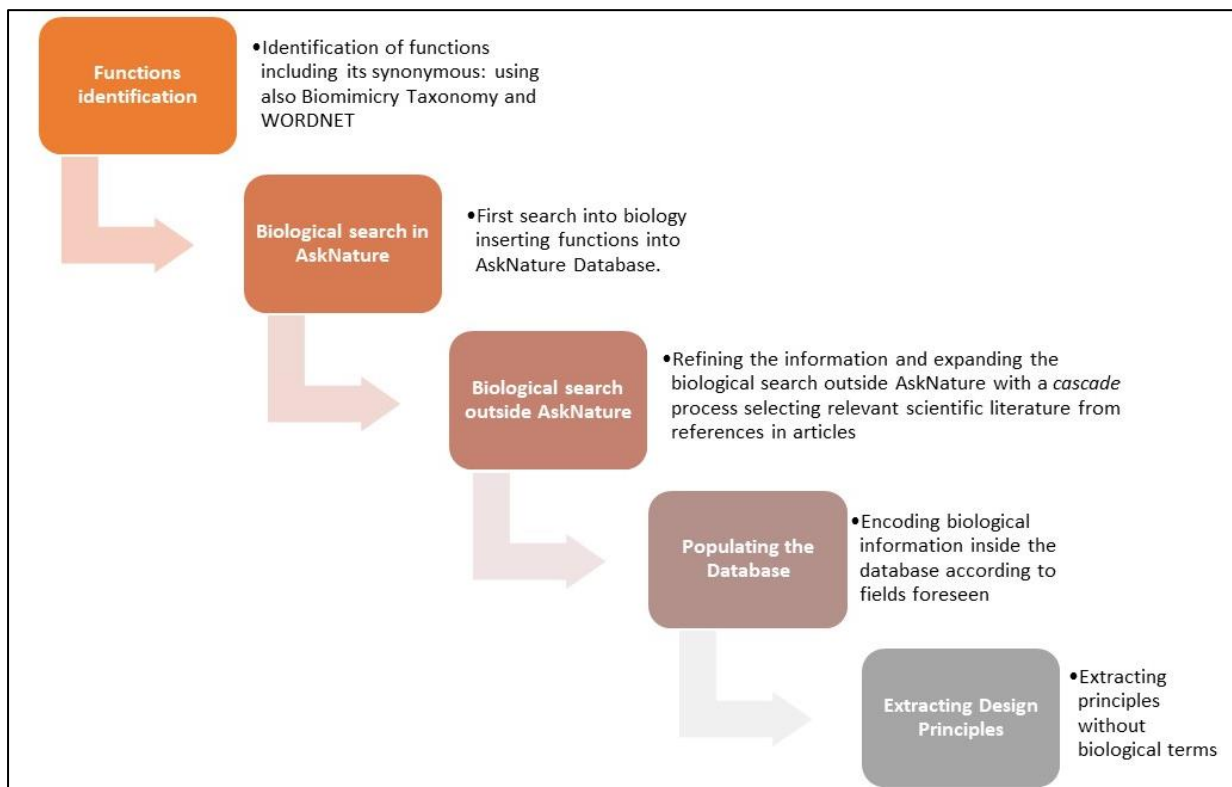 Functions
identification
•Identification of functions
including its synonymous: using
also Biomimicry Taxonomy and
WORDNET
Biological search in
AskNature
•First search into biology
inserting functions into
AskNature Database.
Biological search
outside AskNature
•Refining the information and expanding the
biological search outside AskNature with a cascade
process selecting relevant scientific literature from
references in articles
Populating the
Database
•Encoding biological
information inside the
database according to
fields foreseen
Extracting Design
Principles
•Extracting
principles
without
biological terms